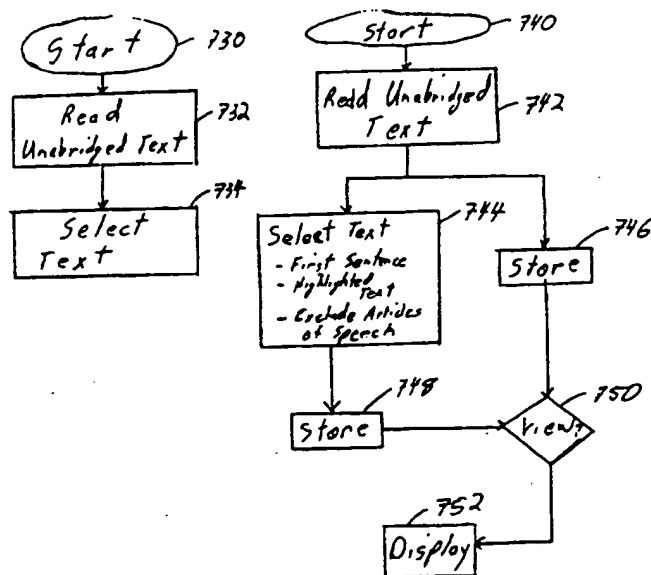 Start
730
Read
Unabridged Text
732
Select
Text
734
Start
740
Read Unabridged
Text
742
Select Text
- First Sentence
- Highlighted
Text
- Exclude Articles
of Speech
744
Store
746
Store
748
View?
750
Display
752